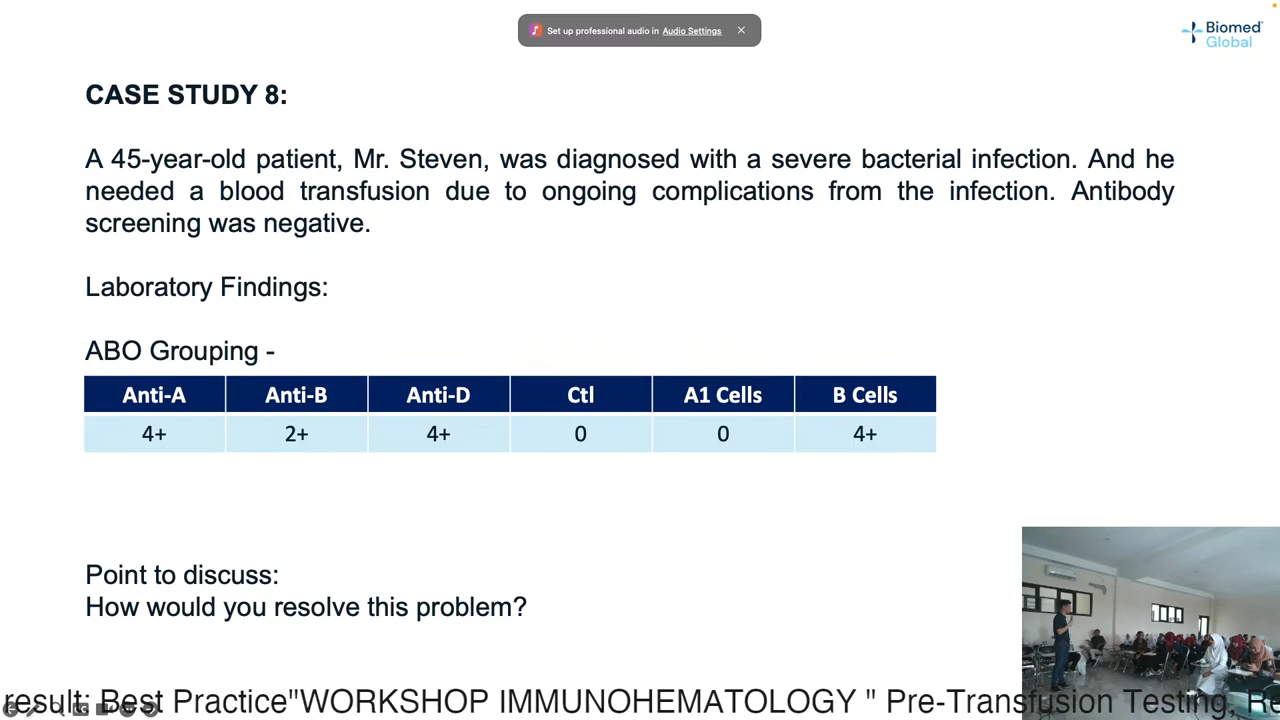 Set up professional audio in Audio Settings
Biomed
Global
CASE STUDY 8:
A 45-year-old patient, Mr. Steven, was diagnosed with a severe bacterial infection. And he
needed a blood transfusion due to ongoing complications from the infection. Antibody
screening was negative.
Laboratory Findings:
ABO Grouping -
Anti-A Anti-B Anti-D Ctl A1 Cells B Cells
4+ 2+ 4+ 0 0 4+
Point to discuss:
How would you resolve this problem?
result: Best Practice"WORKSHOP IMMUNOHEMATOLOGY " Pre-Transfusion Testing, Re